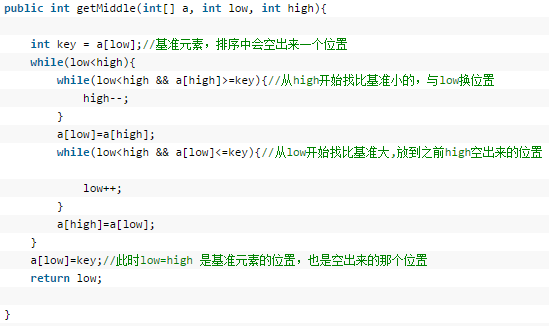 public int getMiddle(int[] a, int low, int high){
int key = a[low];//基准元素，排序中会空出来一个位置
while(low<high){
while(low<high && a[high]>=key){//从high开始找比基准小的，与low换位置
high--;
}
a[low]=a[high];
while(low<high && a[low]<=key){//从low开始找比基准大,放到之前high空出来的位置
low++;
}
a[high]=a[low];
}
a[low]=key;//此时low=high 是基准元素的位置，也是空出来的那个位置
return low;
}